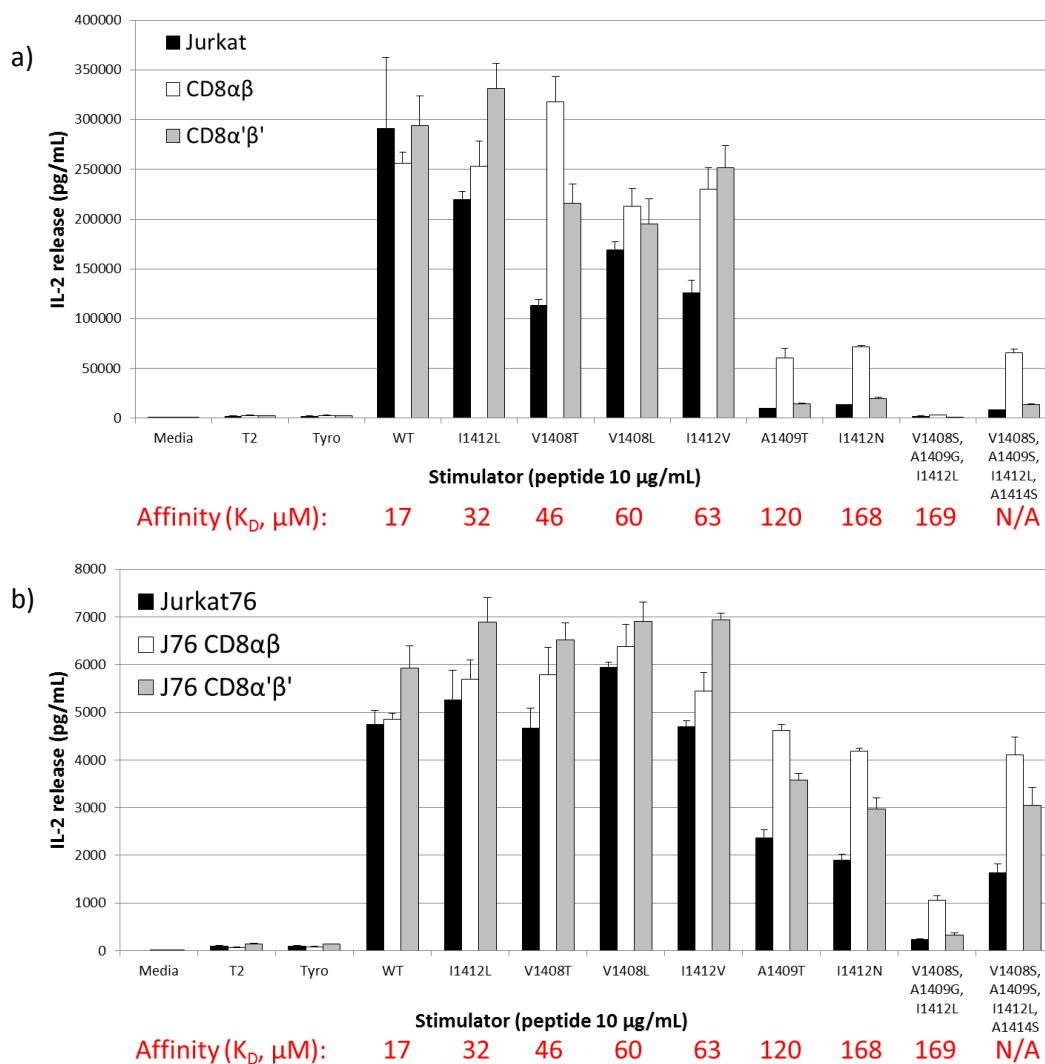 a)
400000
350000
300000
250000
200000
150000
100000
50000
0
IL-2 release (pg/mL)
Jurkat
CD8αβ
CD8α'β'
Media T2 Tyro WT I1412L V1408T V1408L I1412V A1409T I1412N V1408S, V1408S,
A1409G, A1409S,
I1412L I1412L,
A1414S
Stimulator (peptide 10 µg/mL)
Affinity (KD, µM): 17 32 46 60 63 120 168 169 N/A
b)
8000
7000
6000
5000
4000
3000
2000
1000
0
IL-2 release (pg/mL)
Jurkat76
J76 CD8αβ
J76 CD8α'β'
Media T2 Tyro WT I1412L V1408T V1408L I1412V A1409T I1412N V1408S, V1408S,
A1409G, A1409S,
I1412L I1412L,
A1414S
Stimulator (peptide 10 µg/mL)
Affinity (KD, µM): 17 32 46 60 63 120 168 169 N/A